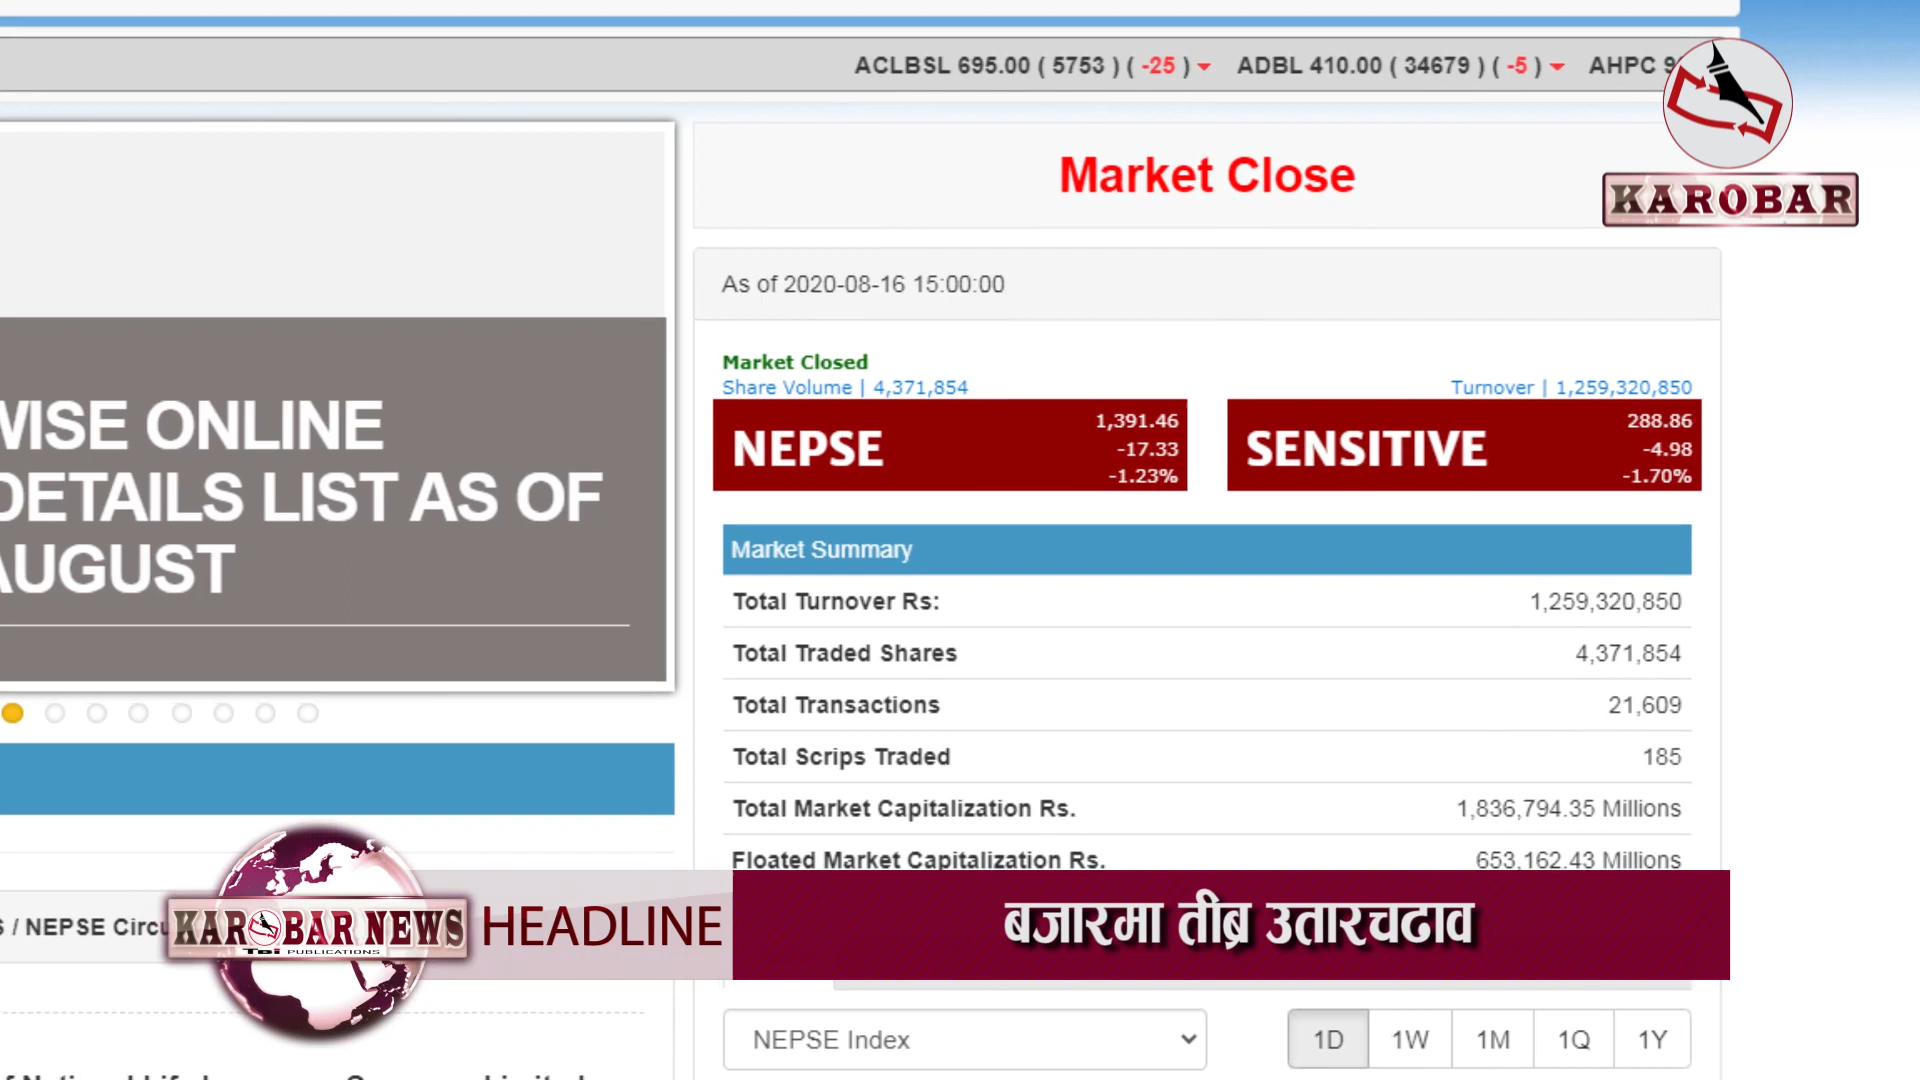 ACLBSL 695.00 ( 5753 ) ( -25 ) ADBL 410.00 ( 34679 ) ( -5 ) AHPC 9
KAROBAR
Market Close
As of 2020-08-16 15:00:00
Market Closed
Share Volume | 4,371,854
Turnover | 1,259,320,850
NEPSE
1,391.46
-17.33
-1.23%
SENSITIVE
288.86
-4.98
-1.70%
WISE ONLINE
DETAILS LIST AS OF
AUGUST
Market Summary
Total Turnover Rs: 1,259,320,850
Total Traded Shares 4,371,854
Total Transactions 21,609
Total Scrips Traded 185
Total Market Capitalization Rs. 1,836,794.35 Millions
Floated Market Capitalization Rs. 653,162.43 Millions
S / NEPSE Circu
KAROBAR NEWS
TBI PUBLICATIONS
HEADLINE
बजारमा तीब्र उतारचढाव
NEPSE Index
1D 1W 1M 1Q 1Y